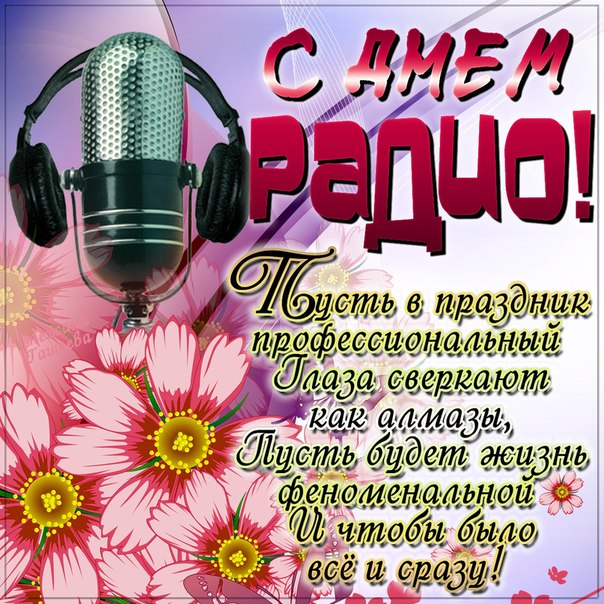 С ДНЕМ
РАДИО!
Пусть в праздник
профессиональный
Глаза сверкают
как алмазы,
Пусть будет жизнь
феноменальной
И чтобы было
всё и сразу!